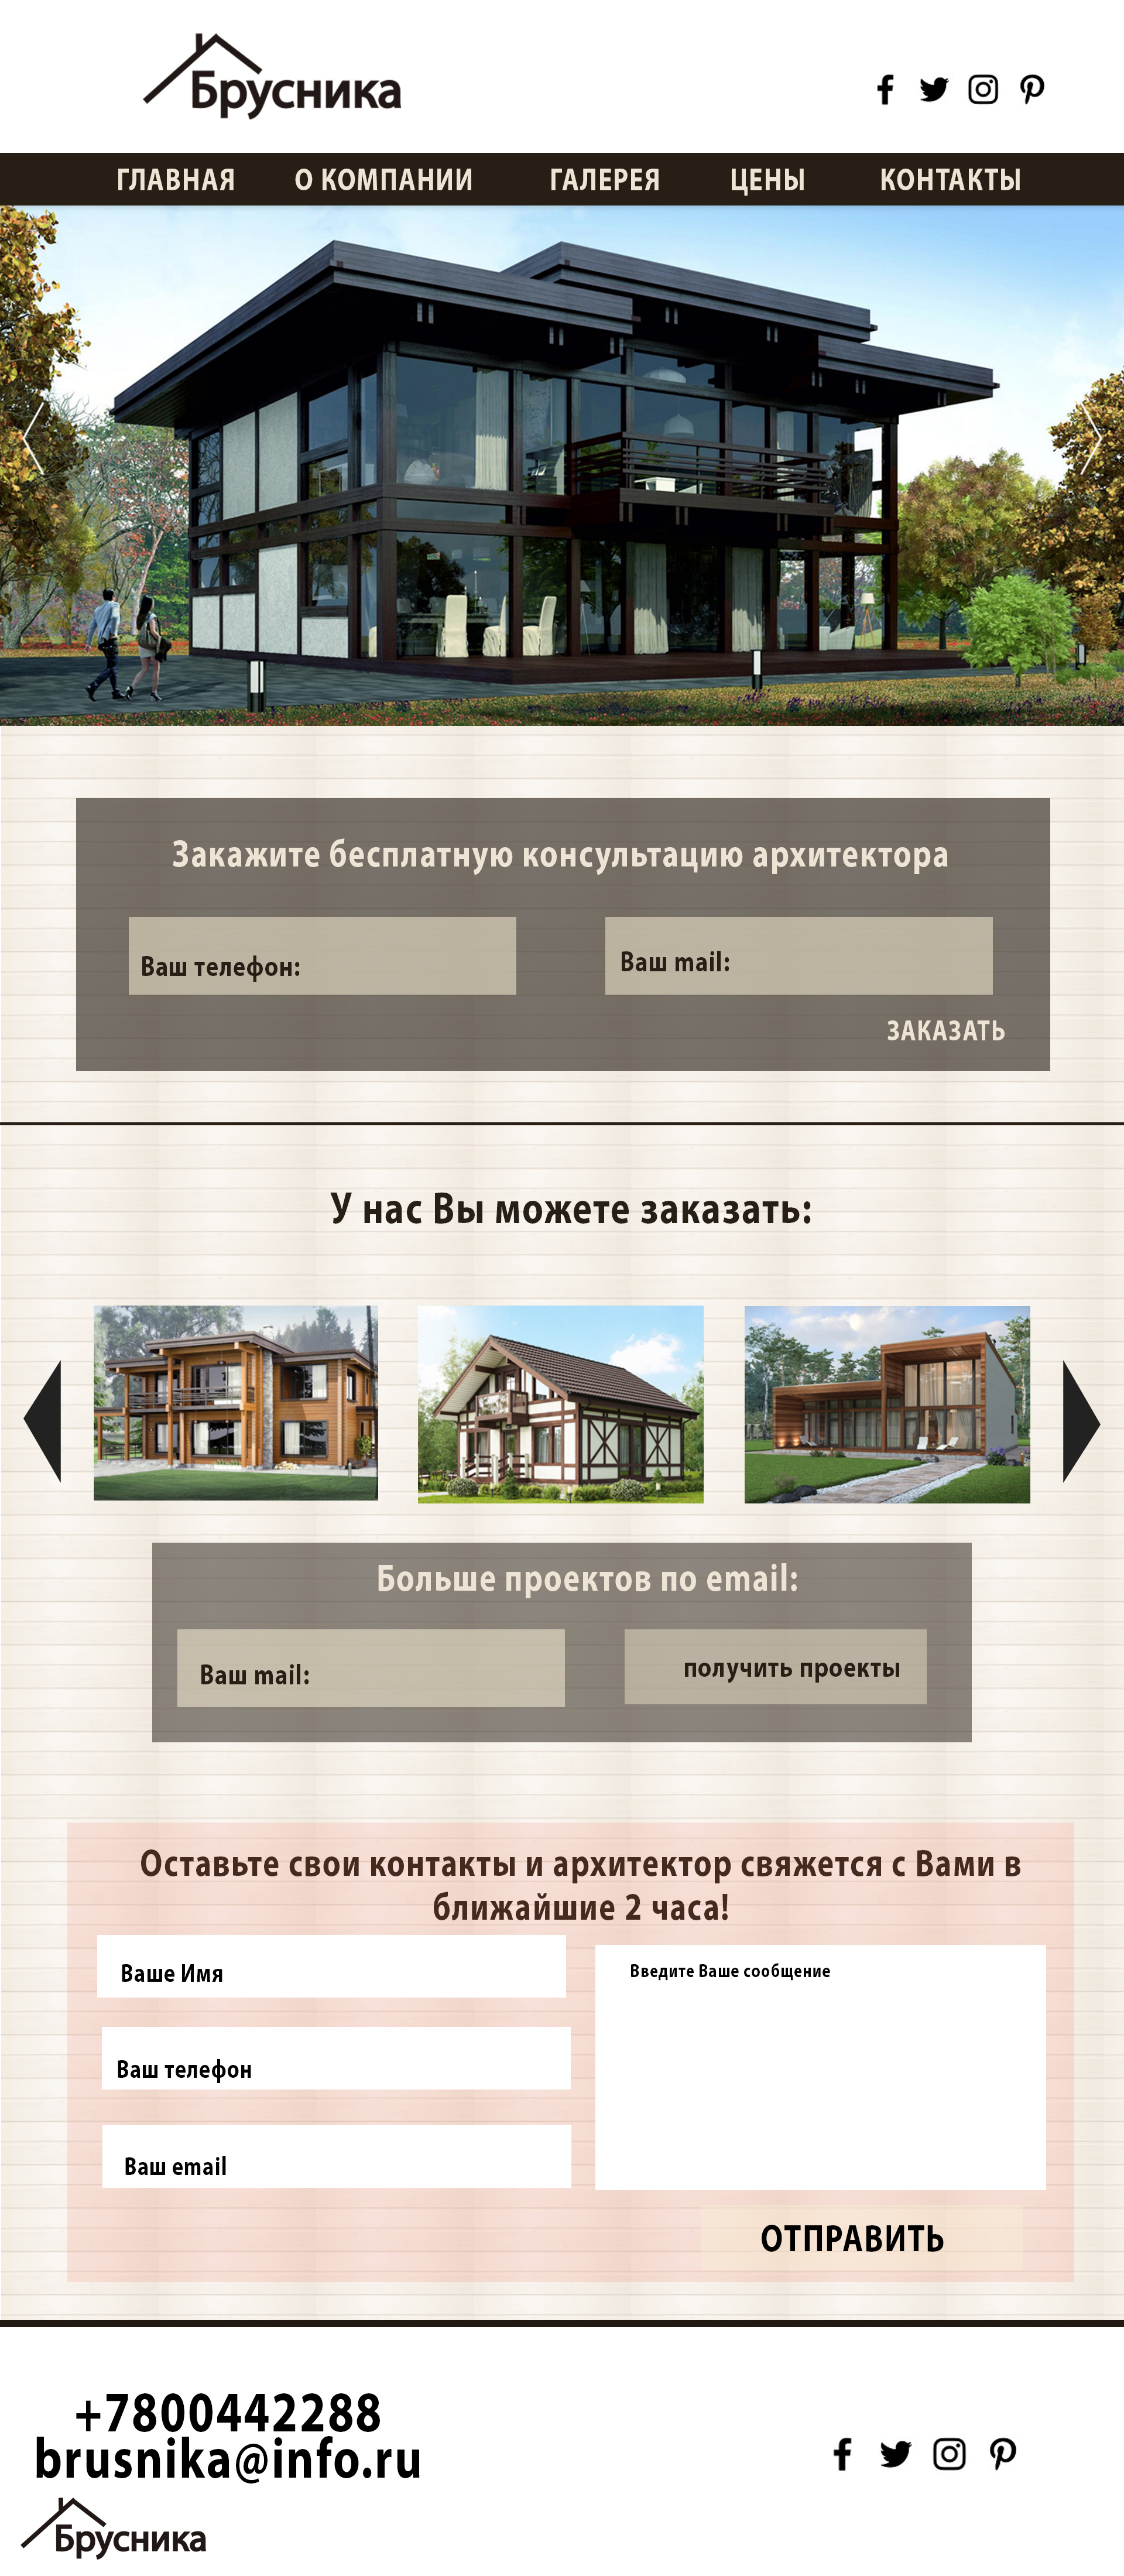 Брусника
ГЛАВНАЯ О КОМПАНИИ ГАЛЕРЕЯ ЦЕНЫ КОНТАКТЫ
Закажите бесплатную консультацию архитектора
Ваш телефон: Ваш mail:
ЗАКАЗАТЬ
У нас Вы можете заказать:
Больше проектов по email:
Ваш mail: получить проекты
Оставьте свои контакты и архитектор свяжется с Вами в
ближайшие 2 часа!
Ваше Имя
Введите Ваше сообщение
Ваш телефон
Ваш email
ОТПРАВИТЬ
+7800442288
brusnika@info.ru
Брусника